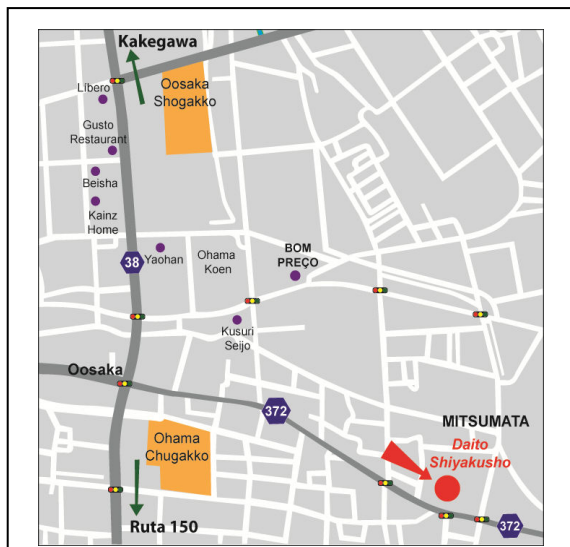 Kakegawa
Libero
Oosaka
Shogakko
Gusto
Restaurant
Beisha
Kainz
Home
38
Yaohan
Ohama
Koen
BOM
PREÇO
Kusuri
Seijo
Oosaka
372
MITSUMATA
Daito
Shiyakusho
Ohama
Chugakko
Ruta 150
372